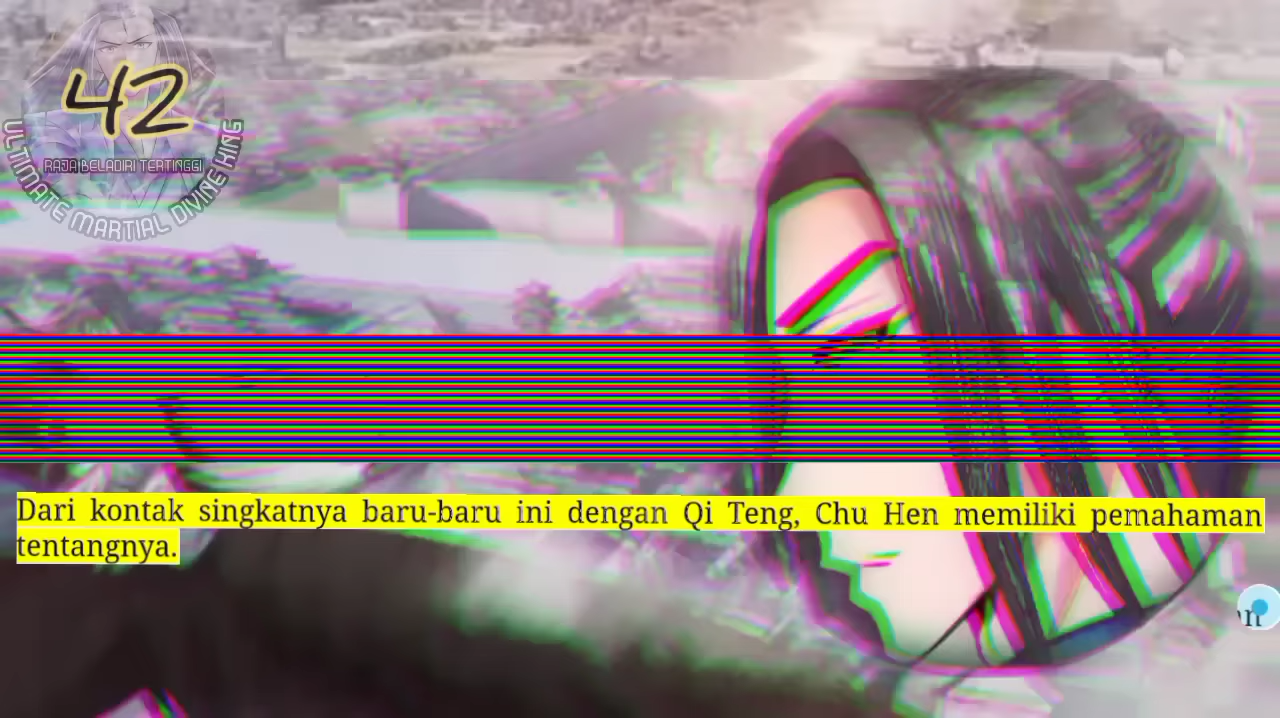 42
RAJA BELADIRI TERTINGGI
ULTIMATE MARTIAL DIVINE KING
Dari kontak singkatnya baru-baru ini dengan Qi Teng, Chu Hen memiliki pemahaman
tentangnya.